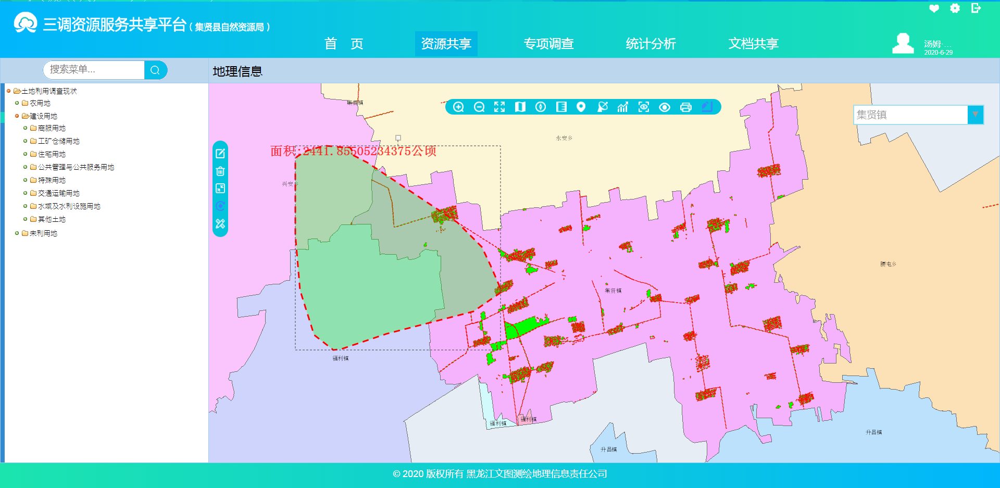 三调资源服务共享平台（集贤县自然资源局）
首 页
资源共享
专项调查
统计分析
文档共享
汤姆·...
2020-6-29
搜索菜单...
地理信息
土地利用调查现状
农用地
建设用地
商服用地
工矿仓储用地
住宅用地
公共管理与公共服务用地
特殊用地
交通运输用地
水域及水利设施用地
其他土地
未利用地
集贤镇
集贤镇
永安乡
面积:2441.85505234375公顷
兴安乡
腰屯乡
集贤镇
福利镇
福利镇
福利镇
升昌镇
升昌镇
© 2020 版权所有 黑龙江文图测绘地理信息责任公司